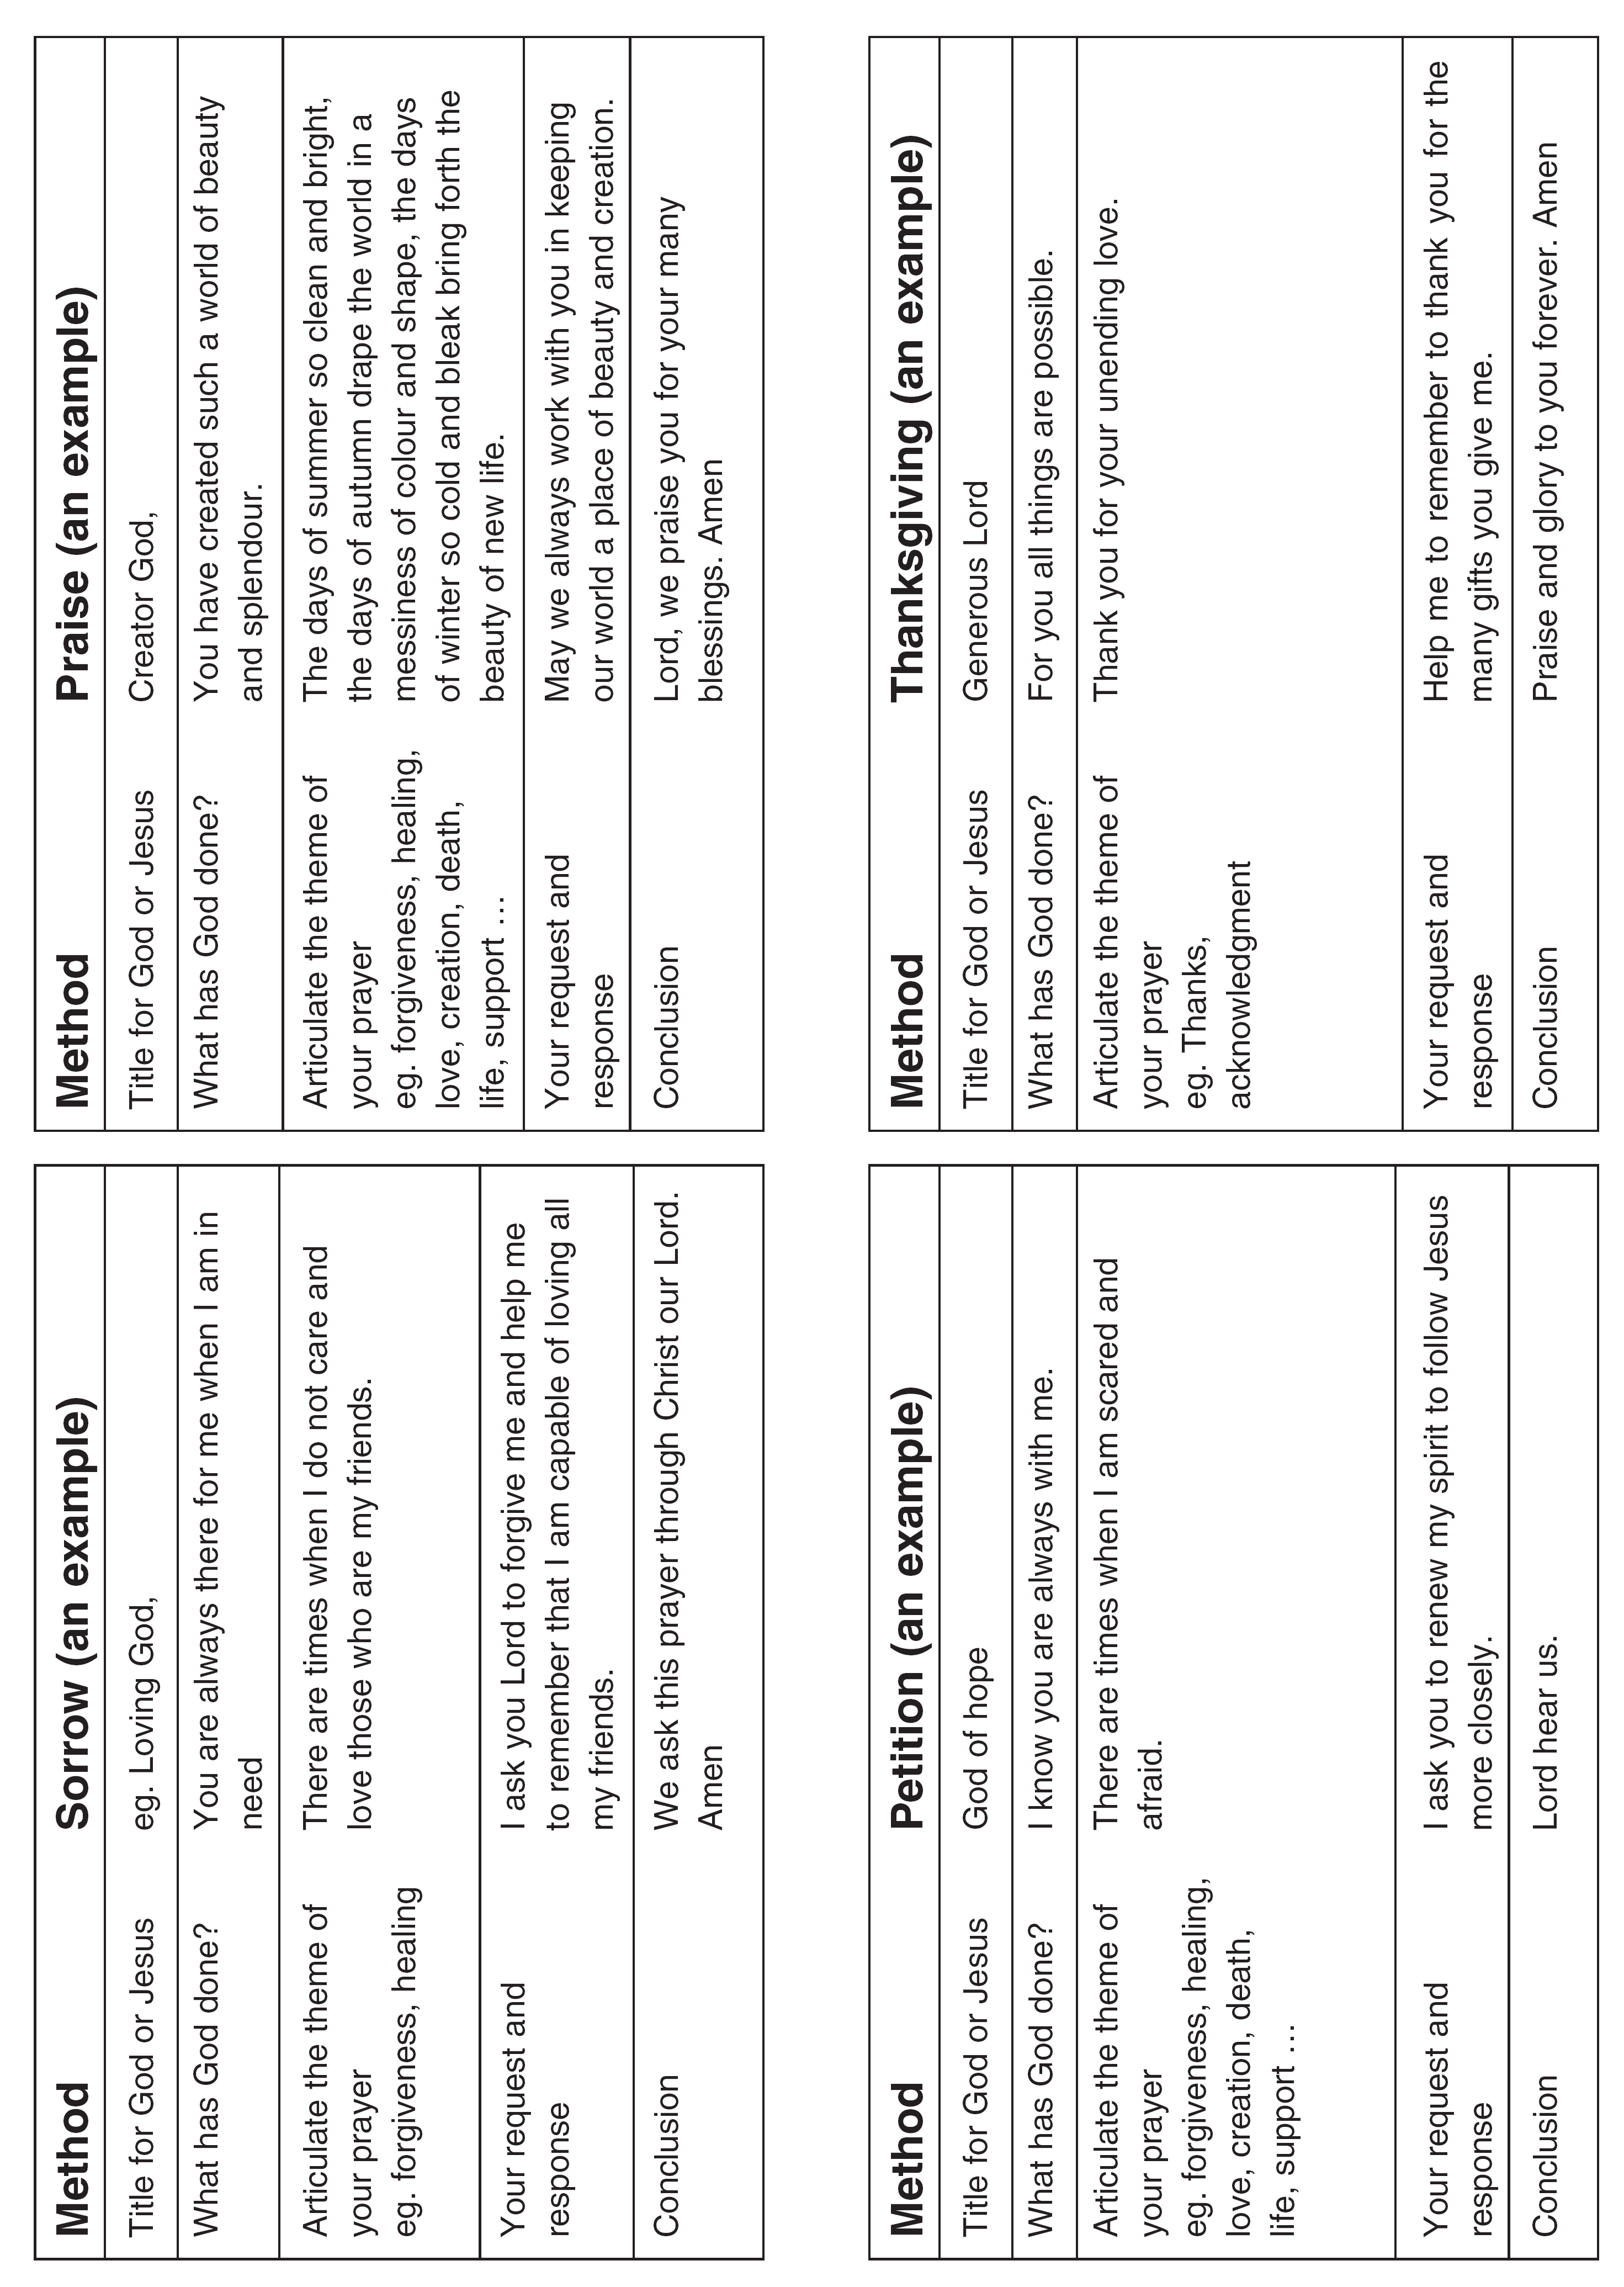 Method Sorrow (an example)
Title for God or Jesus eg. Loving God,
What has God done? You are always there for me when I am in
need
Articulate the theme of There are times when I do not care and
your prayer love those who are my friends.
eg. forgiveness, healing
Your request and I ask you Lord to forgive me and help me
response to remember that I am capable of loving all
my friends.
Conclusion We ask this prayer through Christ our Lord.
Amen
Method Praise (an example)
Title for God or Jesus Creator God,
What has God done? You have created such a world of beauty
and splendour.
Articulate the theme of The days of summer so clean and bright,
your prayer the days of autumn drape the world in a
eg. forgiveness, healing, messiness of colour and shape, the days
love, creation, death, of winter so cold and bleak bring forth the
life, support … beauty of new life.
Your request and May we always work with you in keeping
response our world a place of beauty and creation.
Conclusion Lord, we praise you for your many
blessings. Amen
Method Petition (an example)
Title for God or Jesus God of hope
What has God done? I know you are always with me.
Articulate the theme of There are times when I am scared and
your prayer afraid.
eg. forgiveness, healing,
love, creation, death,
life, support …
Your request and I ask you to renew my spirit to follow Jesus
response more closely.
Conclusion Lord hear us.
Method Thanksgiving (an example)
Title for God or Jesus Generous Lord
What has God done? For you all things are possible.
Articulate the theme of Thank you for your unending love.
your prayer
eg. Thanks,
acknowledgment
Your request and Help me to remember to thank you for the
response many gifts you give me.
Conclusion Praise and glory to you forever. Amen